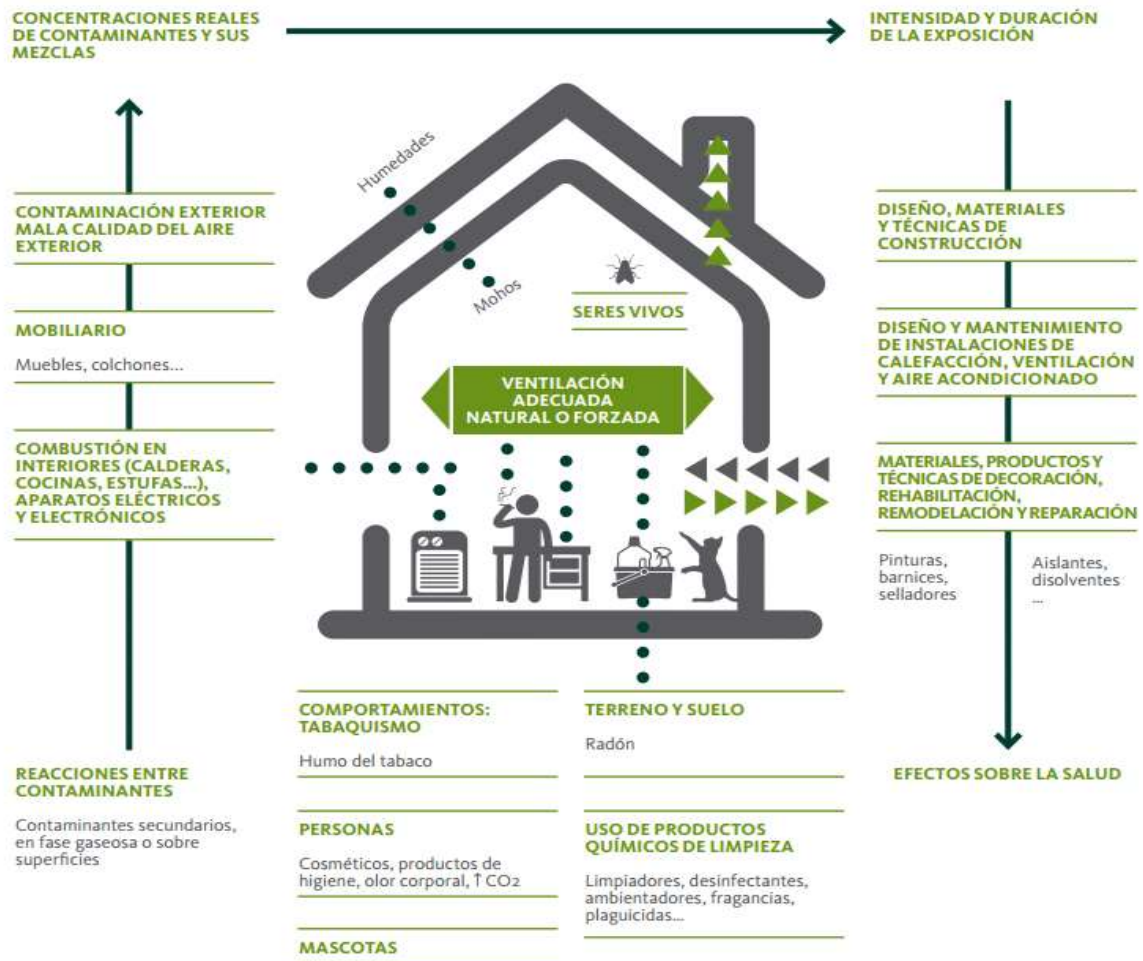 CONCENTRACIONES REALES
DE CONTAMINANTES Y SUS
MEZCLAS
INTENSIDAD Y DURACIÓN
DE LA EXPOSICIÓN
CONTAMINACIÓN EXTERIOR
MALA CALIDAD DEL AIRE
EXTERIOR
MOBILIARIO
Muebles, colchones...
COMBUSTIÓN EN
INTERIORES (CALDERAS,
COCINAS, ESTUFAS...),
APARATOS ELÉCTRICOS
Y ELECTRÓNICOS
REACCIONES ENTRE
CONTAMINANTES
Contaminantes secundarios,
en fase gaseosa o sobre
superficies
Humedades
Mohos
SERES VIVOS
VENTILACIÓN
ADECUADA
NATURAL O FORZADA
COMPORTAMIENTOS:
TABAQUISMO
Humo del tabaco
PERSONAS
Cosméticos, productos de
higiene, olor corporal, ↑ CO2
MASCOTAS
TERRENO Y SUELO
Radón
USO DE PRODUCTOS
QUÍMICOS DE LIMPIEZA
Limpiadores, desinfectantes,
ambientadores, fragancias,
plaguicidas...
DISEÑO, MATERIALES
Y TÉCNICAS DE
CONSTRUCCIÓN
DISEÑO Y MANTENIMIENTO
DE INSTALACIONES DE
CALEFACCIÓN, VENTILACIÓN
Y AIRE ACONDICIONADO
MATERIALES, PRODUCTOS Y
TÉCNICAS DE DECORACIÓN,
REHABILITACIÓN,
REMODELACIÓN Y REPARACIÓN
Pinturas,
barnices,
selladores
Aislantes,
disolventes
...
EFECTOS SOBRE LA SALUD